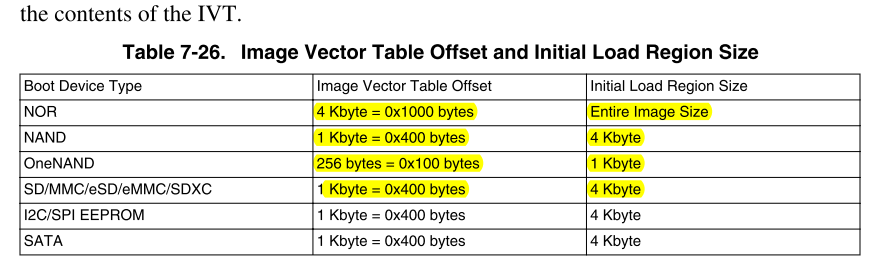 the contents of the IVT.
Table 7-26. Image Vector Table Offset and Initial Load Region Size
Boot Device Type Image Vector Table Offset Initial Load Region Size
NOR 4 Kbyte = 0x1000 bytes Entire Image Size
NAND 1 Kbyte = 0x400 bytes 4 Kbyte
OneNAND 256 bytes = 0x100 bytes 1 Kbyte
SD/MMC/eSD/eMMC/SDXC 1 Kbyte = 0x400 bytes 4 Kbyte
I2C/SPI EEPROM 1 Kbyte = 0x400 bytes 4 Kbyte
SATA 1 Kbyte = 0x400 bytes 4 Kbyte